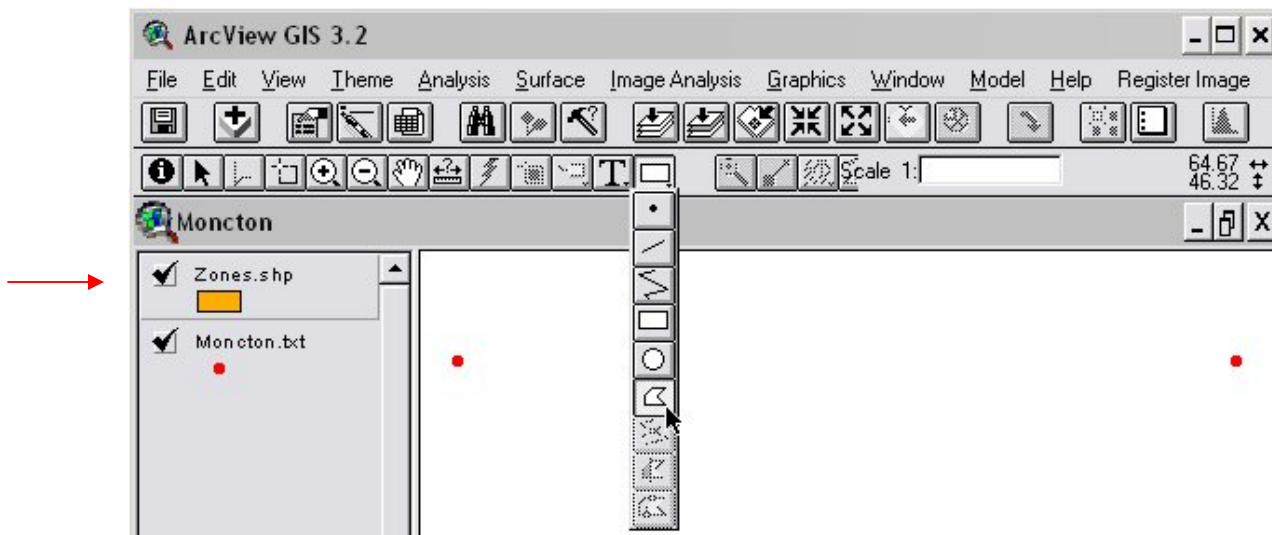 ArcView GIS 3.2
File Edit View Theme Analysis Surface Image Analysis Graphics Window Model Help Register Image
T Scale 1: 64.67
46.32
Moncton
Zones.shp
Moncton.txt